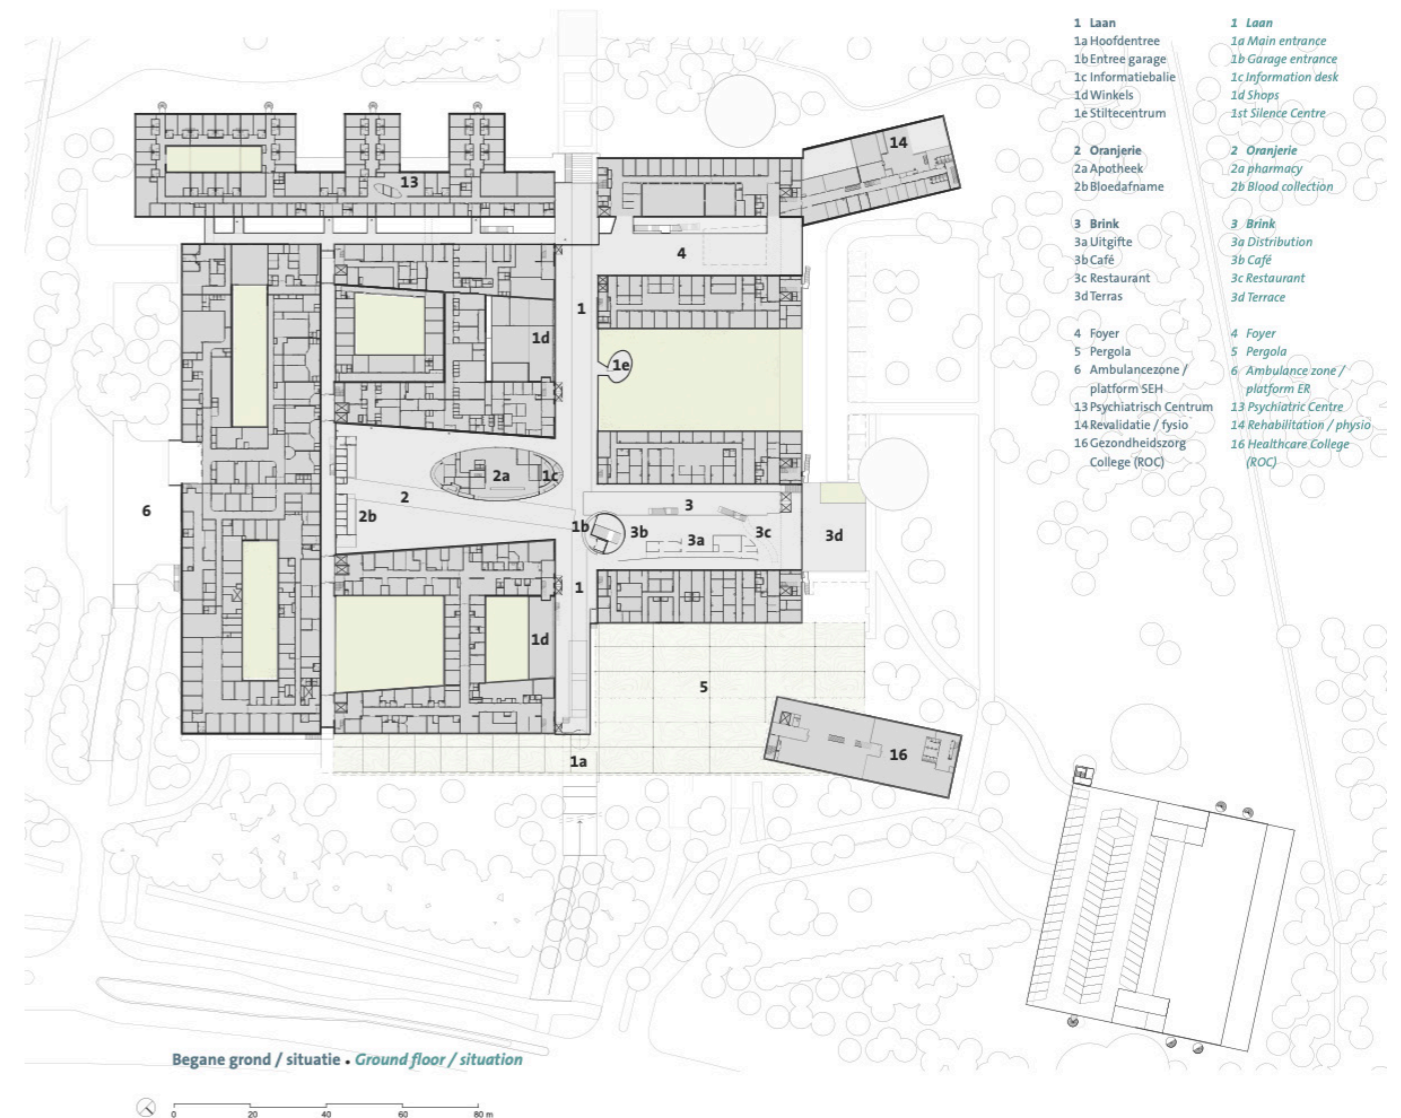 1 Laan
1a Hoofdentree
1b Entree garage
1c Informatiebalie
1d Winkels
1e Stiltecentrum
2 Oranjerie
2a Apotheek
2b Bloedafname
3 Brink
3a Uitgifte
3b Café
3c Restaurant
3d Terras
4 Foyer
5 Pergola
6 Ambulancezone /
platform SEH
13 Psychiatrisch Centrum
14 Revalidatie / fysio
16 Gezondheidszorg
College (ROC)
1 Laan
1a Main entrance
1b Garage entrance
1c Information desk
1d Shops
1st Silence Centre
2 Oranjerie
2a pharmacy
2b Blood collection
3 Brink
3a Distribution
3b Café
3c Restaurant
3d Terrace
4 Foyer
5 Pergola
6 Ambulance zone /
platform ER
13 Psychiatric Centre
14 Rehabilitation / physio
16 Healthcare College
(ROC)
14
13
4
1
1d
1e
2a
1c
2
2b
6
1b
3
3b
3a
3c
3d
1
1d
5
16
1a
Begane grond / situatie • Ground floor / situation
0 20 40 60 80 m